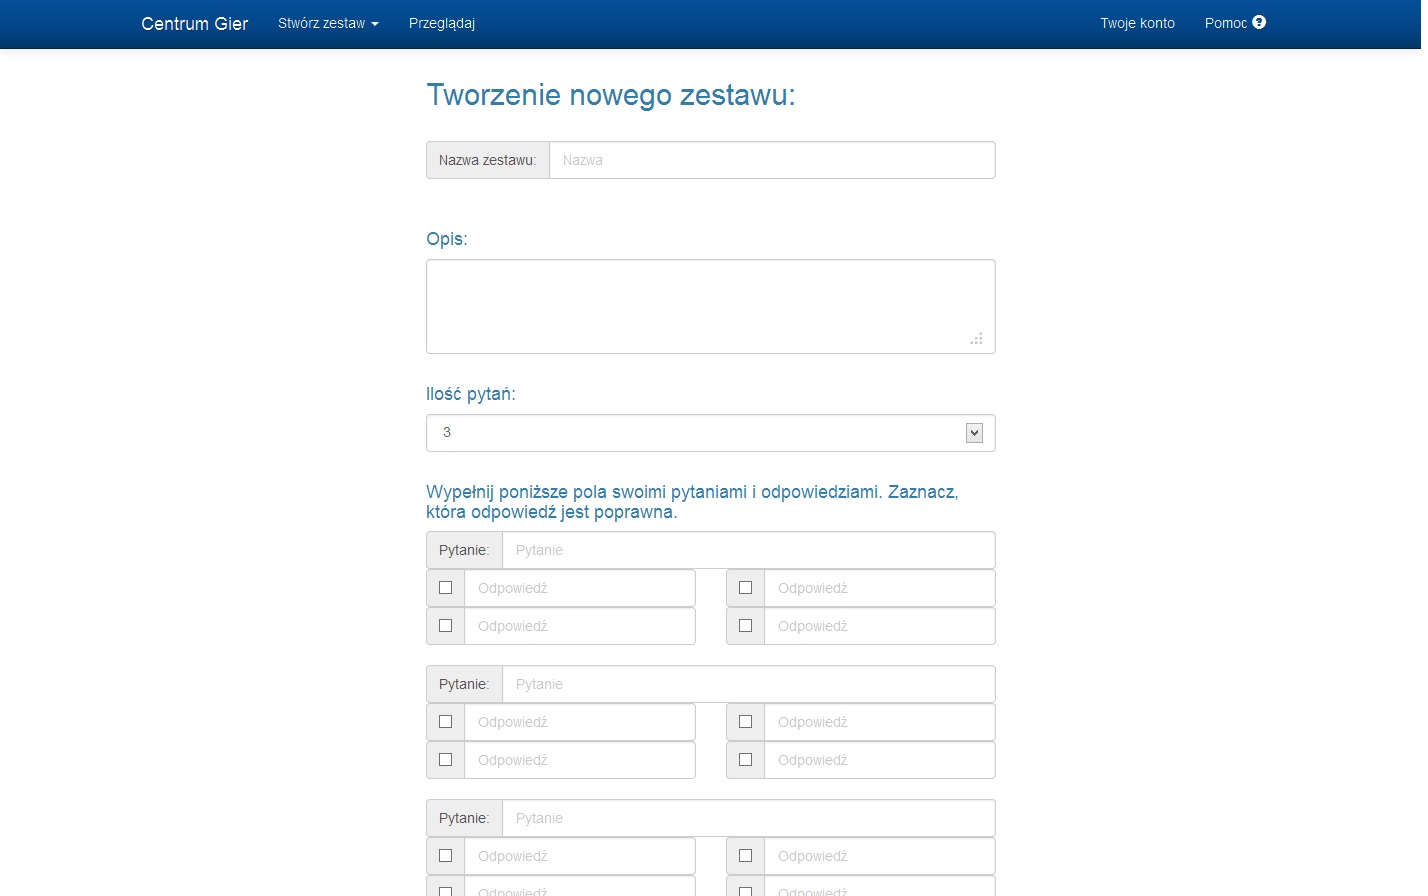 Centrum Gier Stwórz zestaw Przeglądaj Twoje konto Pomoc
Tworzenie nowego zestawu:
Nazwa zestawu: Nazwa
Opis:
Ilość pytań:
3
Wypełnij poniższe pola swoimi pytaniami i odpowiedziami. Zaznacz,
która odpowiedź jest poprawna.
Pytanie: Pytanie
Odpowiedź Odpowiedź
Odpowiedź Odpowiedź
Pytanie: Pytanie
Odpowiedź Odpowiedź
Odpowiedź Odpowiedź
Pytanie: Pytanie
Odpowiedź Odpowiedź
Odpowiedź Odpowiedź